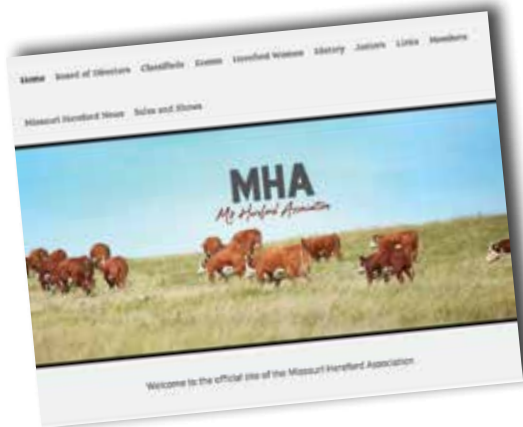 Home Board of Directors Classifieds Events Hereford Women History Juniors Links Members
Missouri Hereford News Sales and Shows
MHA
My Hereford Association
Welcome to the official site of the Missouri Hereford Association